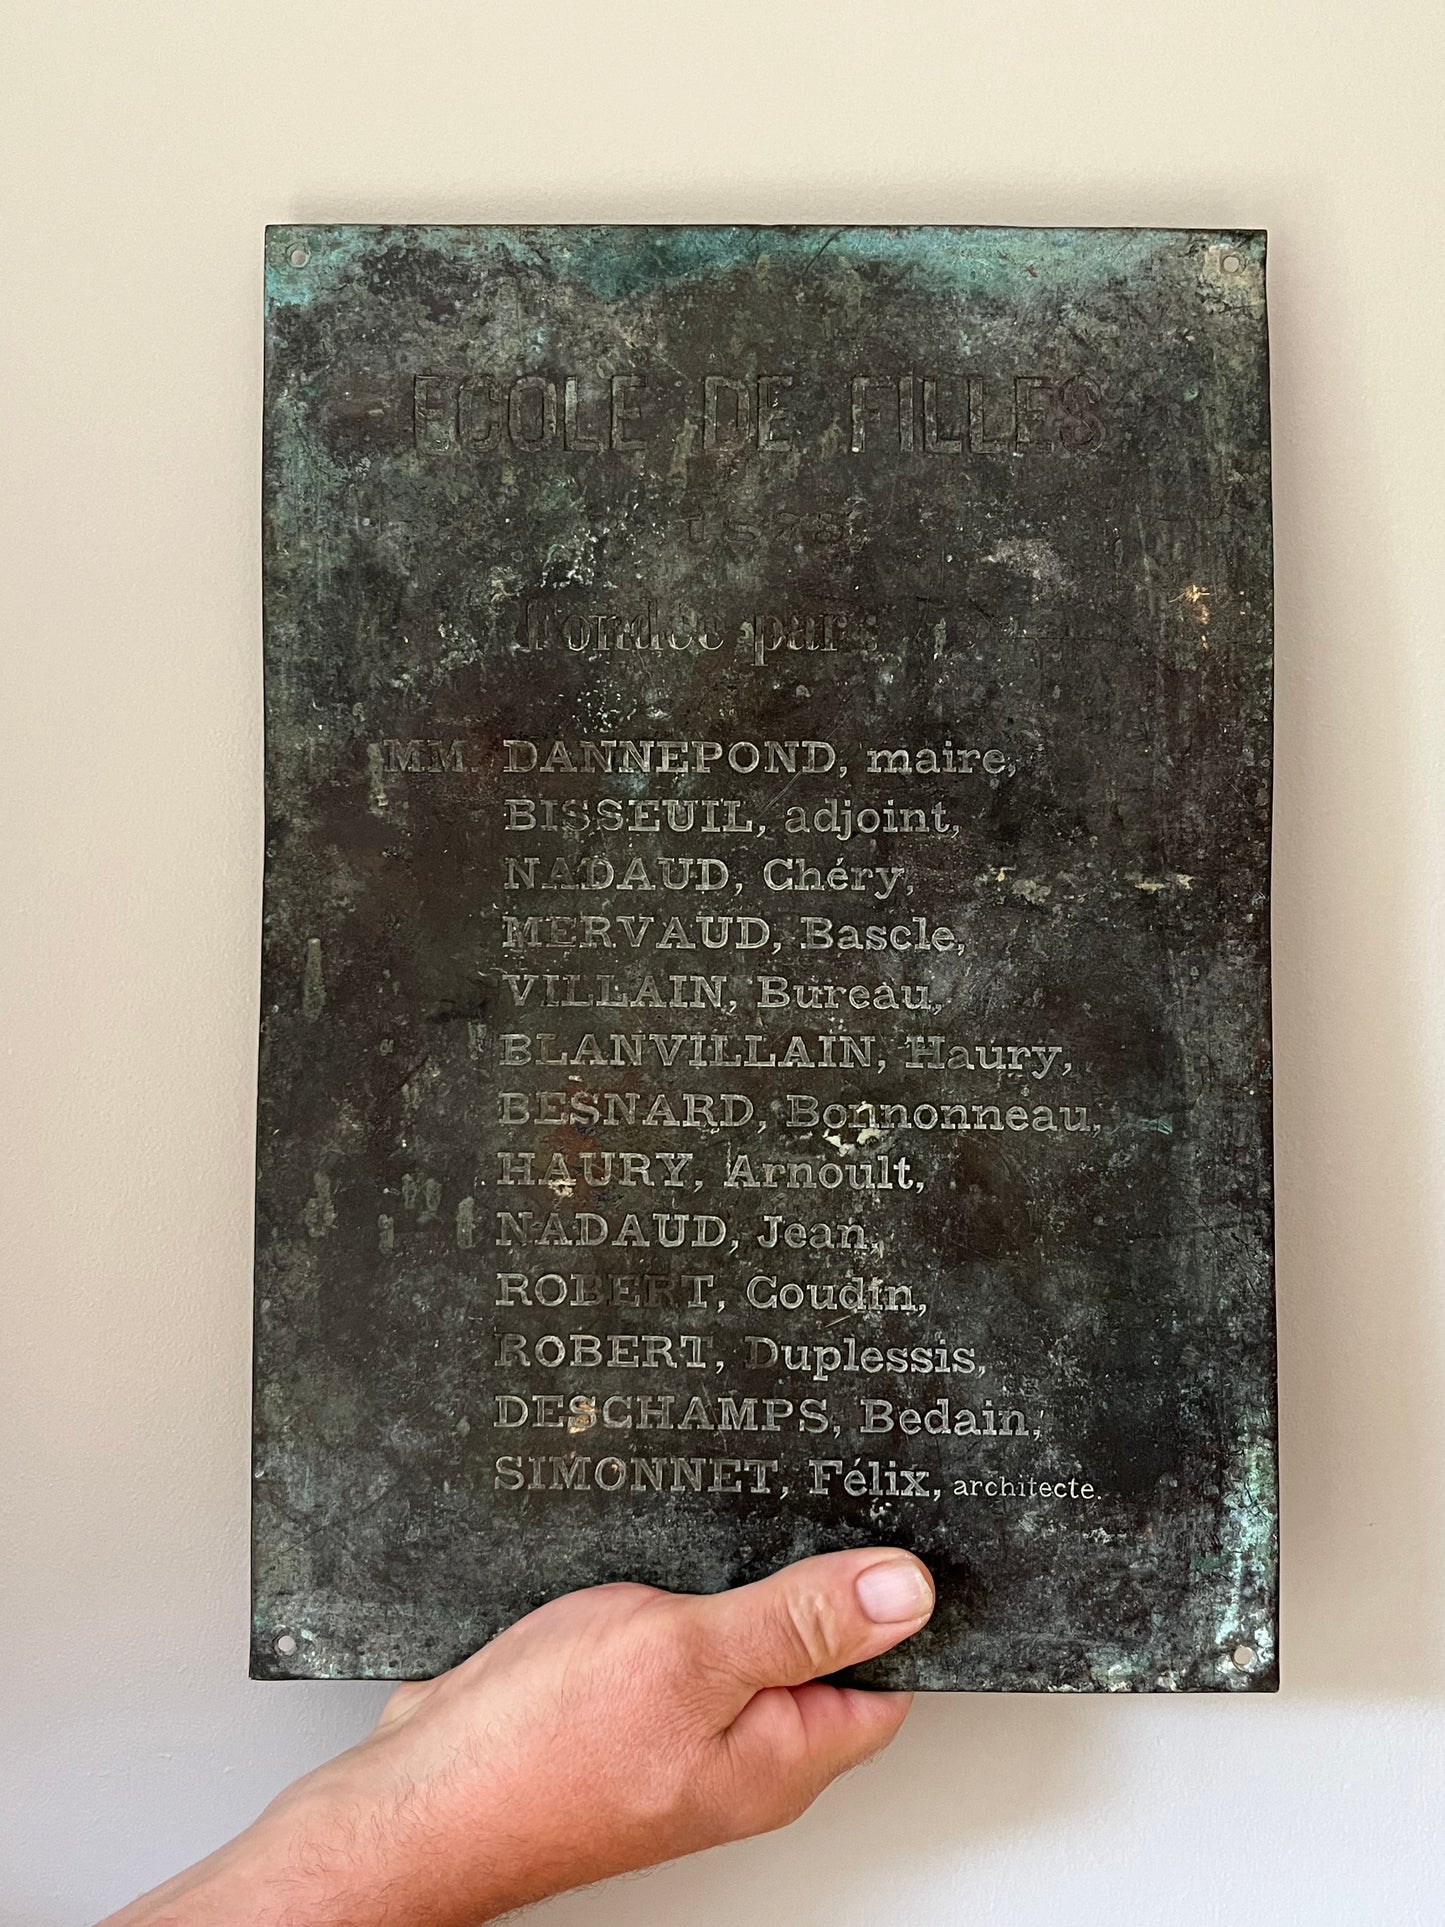 ECOLE DE FILLES
1878
Fondée par :
MM. DANNEPOND, maire,
BISSEUIL, adjoint,
NADAUD, Chéry,
MERVAUD, Bascle,
VILLAIN, Bureau,
BLANVILLAIN, Haury,
BESNARD, Bonnonneau,
HAURY, Arnoult,
NADAUD, Jean,
ROBERT, Coudin,
ROBERT, Duplessis,
DESCHAMPS, Bedain,
SIMONNET, Félix, architecte.